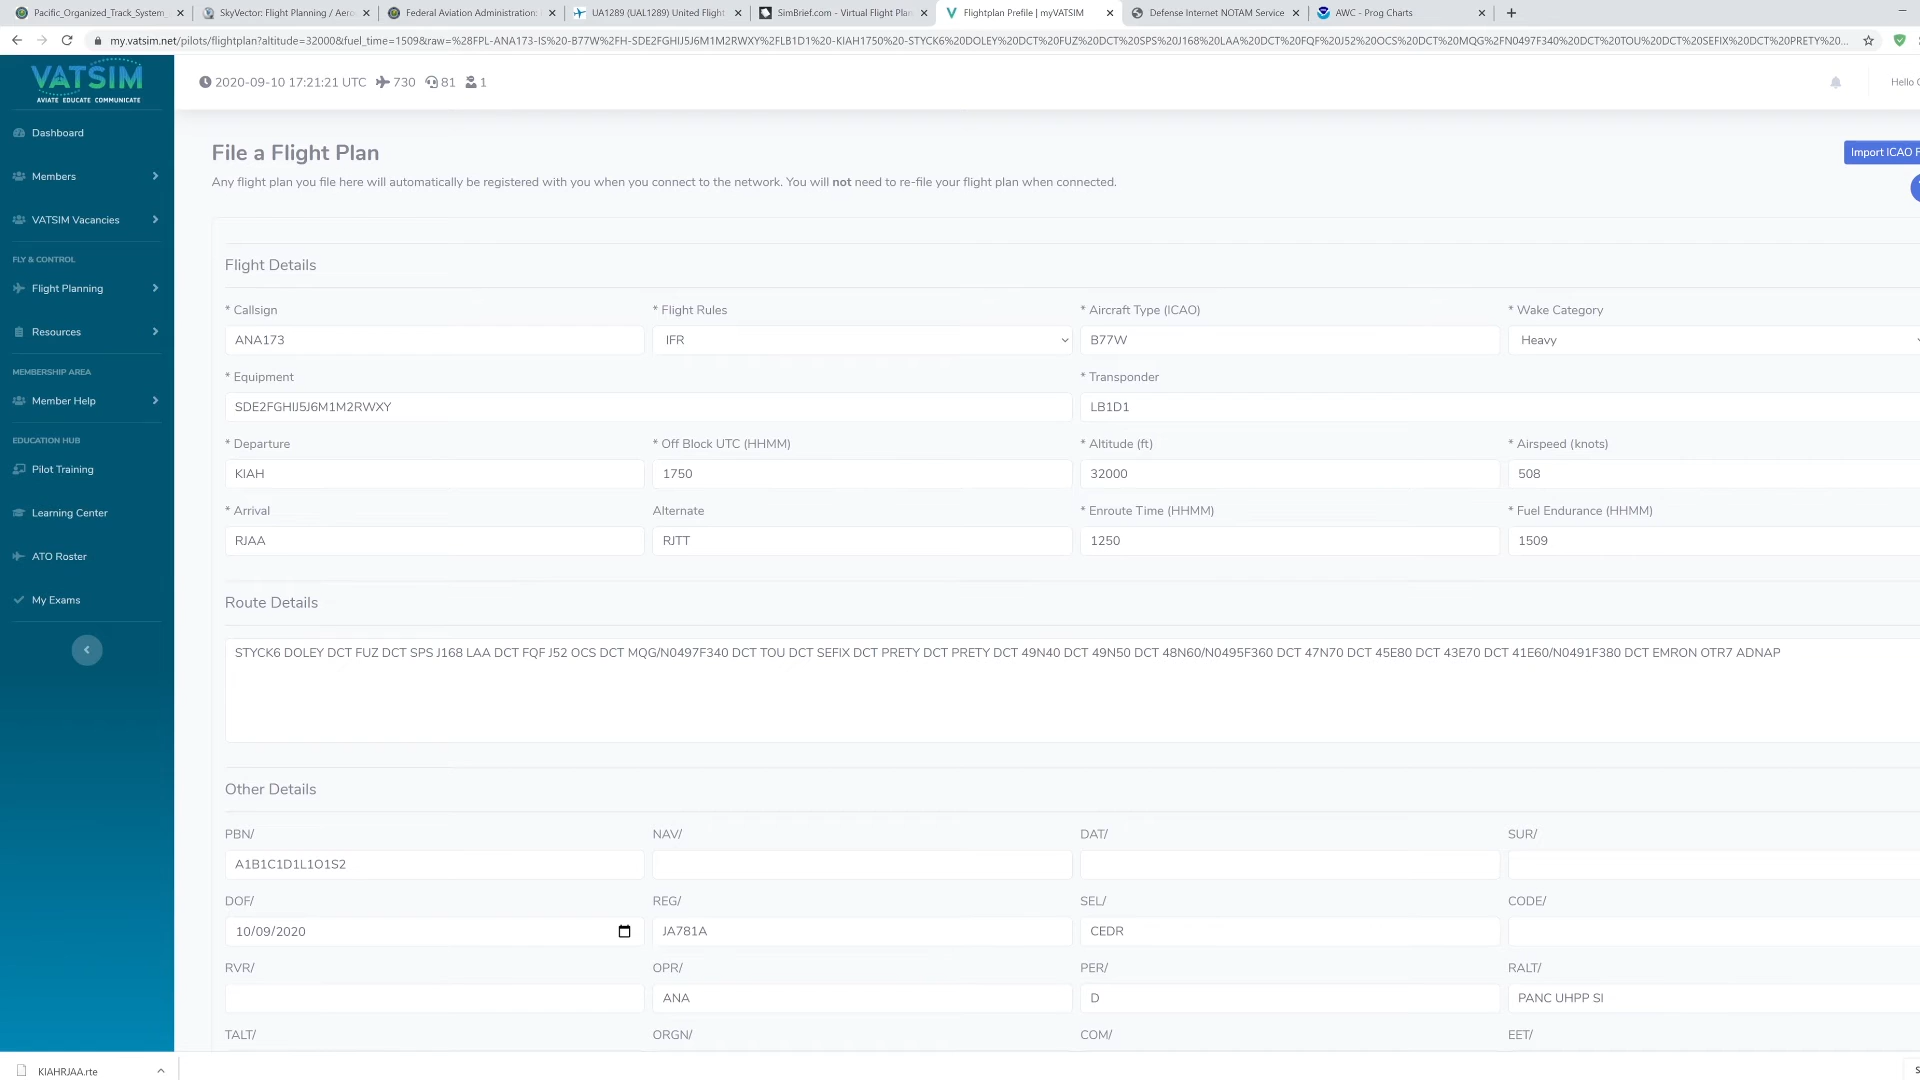 Pacific_Organized_Track_System
SkyVector: Flight Planning / Aero
Federal Aviation Administration:
UA1289 (UAL1289) United Flight
SimBrief.com - Virtual Flight Plan
Flightplan Prefile | myVATSIM
Defense Internet NOTAM Service
AWC - Prog Charts
my.vatsim.net/pilots/flightplan?altitude=32000&fuel_time=1509&raw=%28FPL-ANA173-IS%20-B77W%2FH-SDE2FGHIJ5J6M1M2RWXY%2FLB1D1%20-KIAH1750%20-STYCK6%20DOLEY%20DCT%20FUZ%20DCT%20SPS%20J168%20LAA%20DCT%20FQF%20J52%20OCS%20DCT%20MQG%2FN0497F340%20DCT%20TOU%20DCT%20SEFIX%20DCT%20PRETY%20...
VATSIM
AVIATE EDUCATE COMMUNICATE
2020-09-10 17:21:21 UTC 730 81 1
Hello
Dashboard
Members
VATSIM Vacancies
FLY & CONTROL
Flight Planning
Resources
MEMBERSHIP AREA
Member Help
EDUCATION HUB
Pilot Training
Learning Center
ATO Roster
My Exams
File a Flight Plan
Import ICAO F
Any flight plan you file here will automatically be registered with you when you connect to the network. You will not need to re-file your flight plan when connected.
Flight Details
* Callsign
* Flight Rules
* Aircraft Type (ICAO)
* Wake Category
ANA173
IFR
B77W
Heavy
* Equipment
* Transponder
SDE2FGHIJ5J6M1M2RWXY
LB1D1
* Departure
* Off Block UTC (HHMM)
* Altitude (ft)
* Airspeed (knots)
KIAH
1750
32000
508
* Arrival
Alternate
* Enroute Time (HHMM)
* Fuel Endurance (HHMM)
RJAA
RJTT
1250
1509
Route Details
STYCK6 DOLEY DCT FUZ DCT SPS J168 LAA DCT FQF J52 OCS DCT MQG/N0497F340 DCT TOU DCT SEFIX DCT PRETY DCT PRETY DCT 49N40 DCT 49N50 DCT 48N60/N0495F360 DCT 47N70 DCT 45E80 DCT 43E70 DCT 41E60/N0491F380 DCT EMRON OTR7 ADNAP
Other Details
PBN/
NAV/
DAT/
SUR/
A1B1C1D1L1O1S2
DOF/
REG/
SEL/
CODE/
10/09/2020
JA781A
CEDR
RVR/
OPR/
PER/
RALT/
ANA
D
PANC UHPP SI
TALT/
ORGN/
COM/
EET/
KIAHRJAA.rte